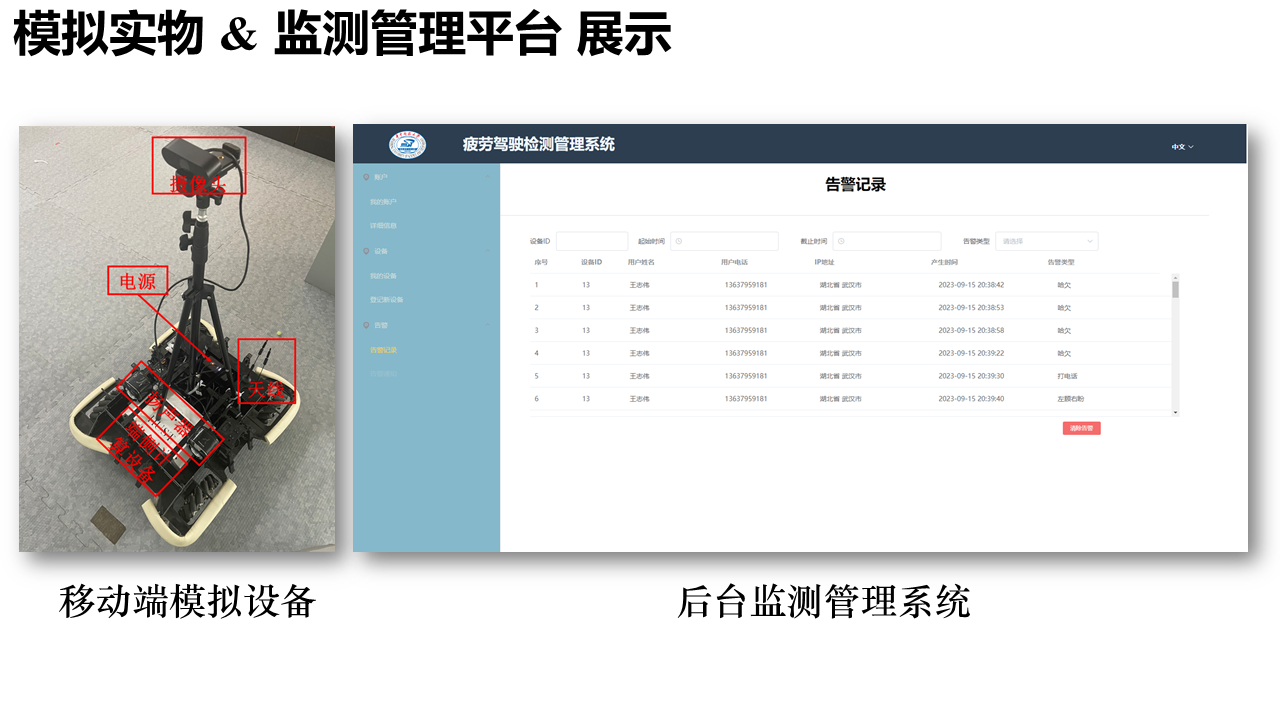 模拟实物 & 监测管理平台 展示
摄像头
电源
天线
扬声器
端侧计
算设备
疲劳驾驶检测管理系统
中文
账户
我的账户
详细信息
设备
我的设备
登记新设备
告警
告警记录
告警记录
设备ID 起始时间 截止时间 告警类型 请选择
序号 设备ID 用户姓名 用户电话 IP地址 产生时间 告警类型
1 13 王志伟 13637959181 湖北省 武汉市 2023-09-15 20:38:42 哈欠
2 13 王志伟 13637959181 湖北省 武汉市 2023-09-15 20:38:53 哈欠
3 13 王志伟 13637959181 湖北省 武汉市 2023-09-15 20:38:58 哈欠
4 13 王志伟 13637959181 湖北省 武汉市 2023-09-15 20:39:22 哈欠
5 13 王志伟 13637959181 湖北省 武汉市 2023-09-15 20:39:30 打电话
6 13 王志伟 13637959181 湖北省 武汉市 2023-09-15 20:39:40 左顾右盼
清除告警
移动端模拟设备
后台监测管理系统